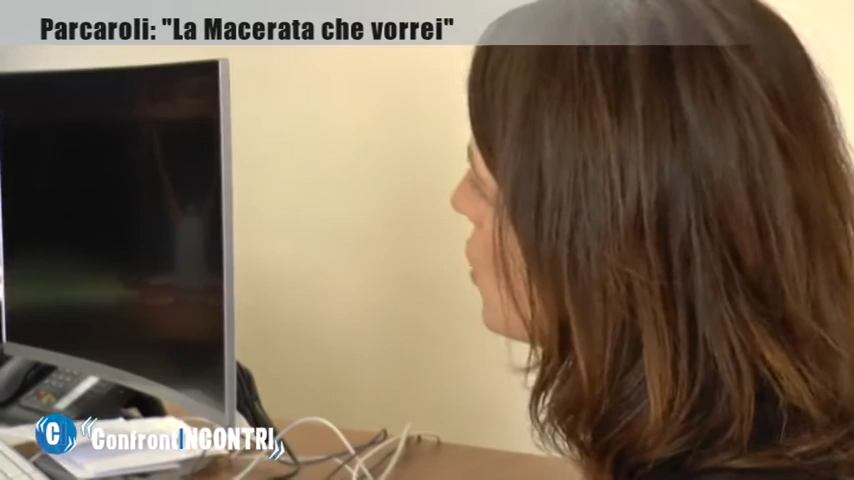 Parcaroli: "La Macerata che vorrei"
C "ConfrontINCONTRI"